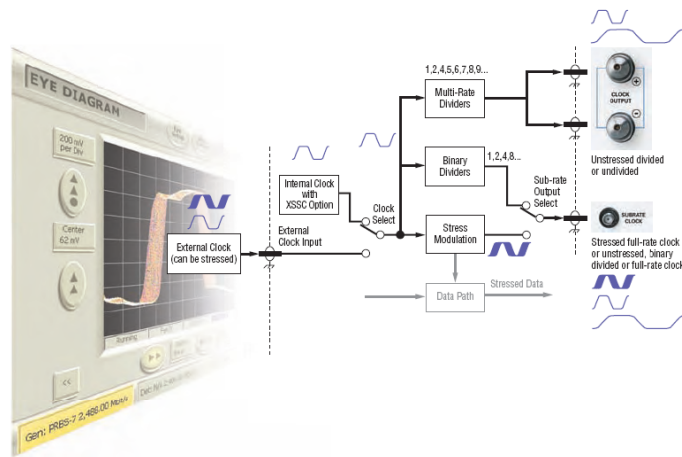 EYE DIAGRAM
200 mV
per Div
Center
62 mV
External Clock
(can be stressed)
Running
<<
Gen: PRBS-7 2,488.00 Mbit/s
External
Clock Input
Internal Clock
with
XSSC Option
Clock
Select
1,2,4,5,6,7,8,9...
Multi-Rate
Dividers
Binary
Dividers
1,2,4,8...
Stress
Modulation
Data Path
Stressed Data
Sub-rate
Output
Select
CLOCK
OUTPUT
+
−
Unstressed divided
or undivided
SUBRATE
CLOCK
Stressed full-rate clock
or unstressed, binary
divided or full-rate clock